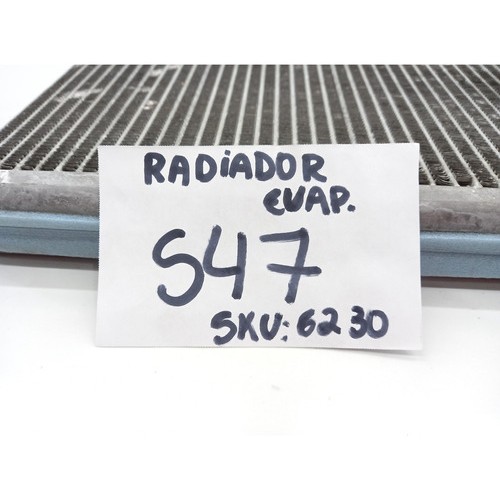 RADiADOR
EVAP.
S47
SKU: 6230